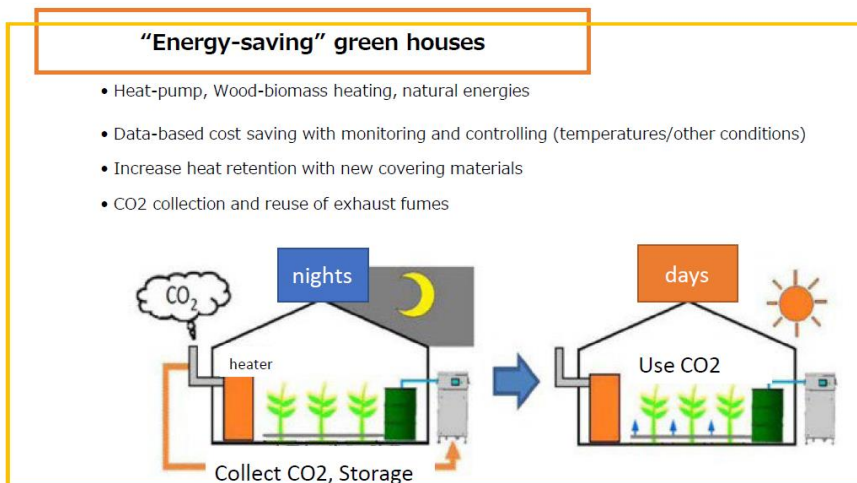 “Energy-saving” green houses
• Heat-pump, Wood-biomass heating, natural energies
• Data-based cost saving with monitoring and controlling (temperatures/other conditions)
• Increase heat retention with new covering materials
• CO2 collection and reuse of exhaust fumes
nights
days
CO₂
heater
Use CO2
Collect CO2, Storage